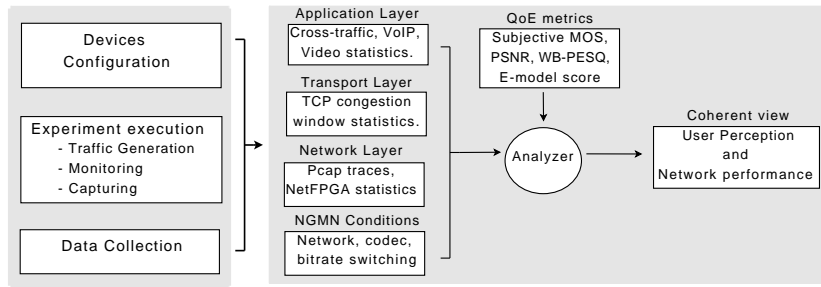 Devices
Configuration
Experiment execution
- Traffic Generation
- Monitoring
- Capturing
Data Collection
Application Layer
Cross-traffic, VoIP,
Video statistics.
Transport Layer
TCP congestion
window statistics.
Network Layer
Pcap traces,
NetFPGA statistics
NGMN Conditions
Network, codec,
bitrate switching
QoE metrics
Subjective MOS,
PSNR, WB-PESQ,
E-model score
Analyzer
Coherent view
User Perception
and
Network performance